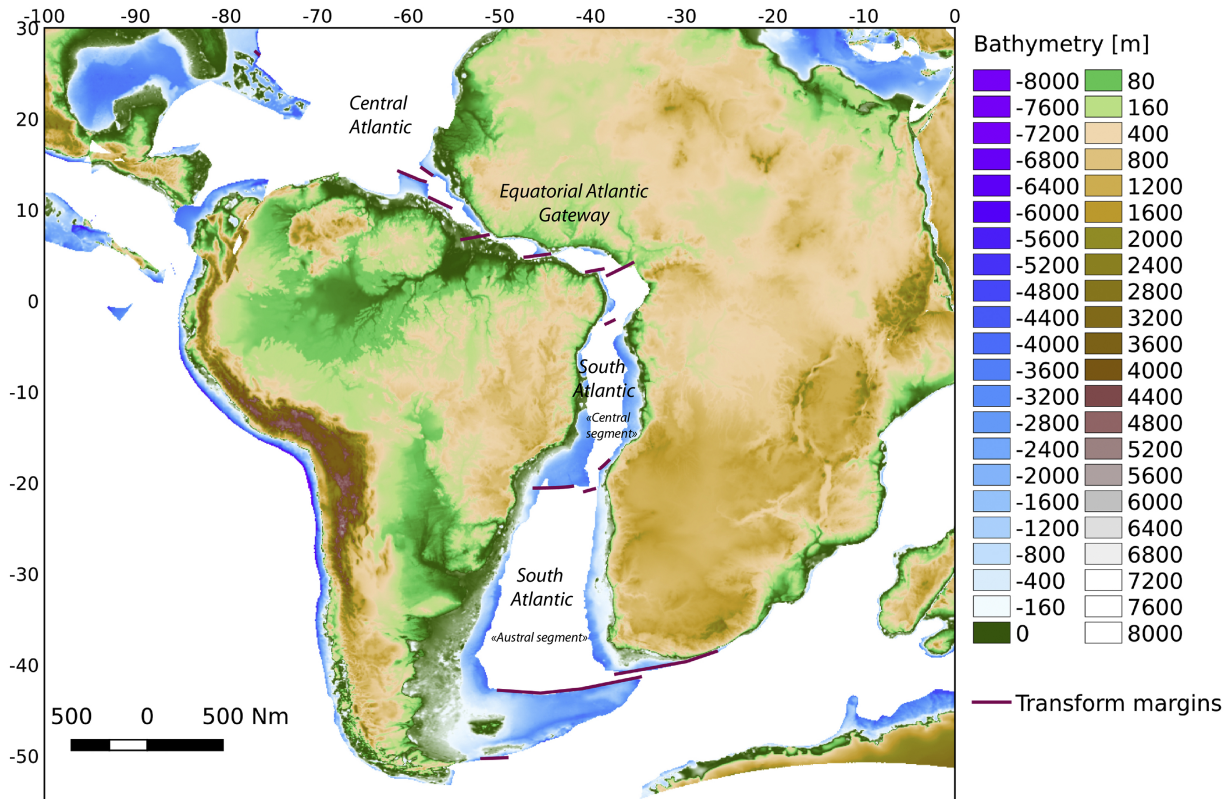 -100 -90 -80 -70 -60 -50 -40 -30 -20 -10 0
30
20
10
0
-10
-20
-30
-40
-50
Central
Atlantic
Equatorial Atlantic
Gateway
South
Atlantic
«Central
segment»
South
Atlantic
«Austral segment»
500 0 500 Nm
Bathymetry [m]
-8000 80
-7600 160
-7200 400
-6800 800
-6400 1200
-6000 1600
-5600 2000
-5200 2400
-4800 2800
-4400 3200
-4000 3600
-3600 4000
-3200 4400
-2800 4800
-2400 5200
-2000 5600
-1600 6000
-1200 6400
-800 6800
-400 7200
-160 7600
0 8000
Transform margins